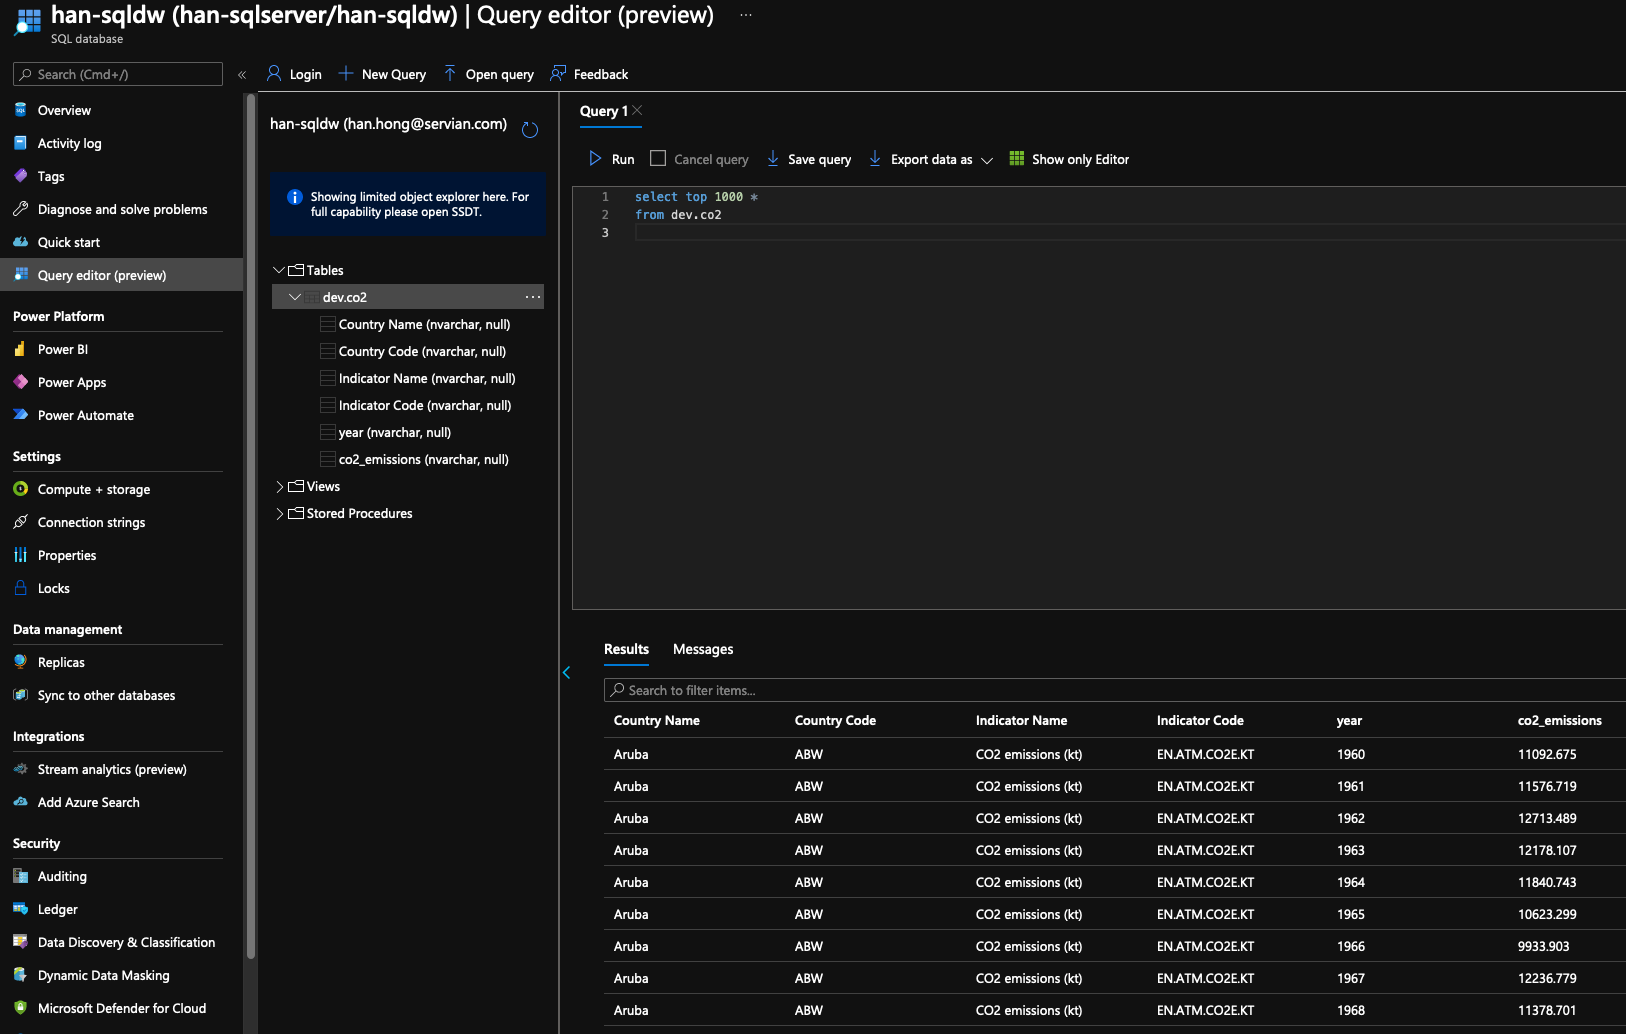 han-sqldw (han-sqlserver/han-sqldw) | Query editor (preview) ...
SQL database
Search (Cmd+/)
«
Overview
Activity log
Tags
Diagnose and solve problems
Quick start
Query editor (preview)
Power Platform
Power BI
Power Apps
Power Automate
Settings
Compute + storage
Connection strings
Properties
Locks
Data management
Replicas
Sync to other databases
Integrations
Stream analytics (preview)
Add Azure Search
Security
Auditing
Ledger
Data Discovery & Classification
Dynamic Data Masking
Microsoft Defender for Cloud
Login New Query Open query Feedback
han-sqldw (han.hong@servian.com)
Showing limited object explorer here. For
full capability please open SSDT.
Tables
dev.co2 ...
Country Name (nvarchar, null)
Country Code (nvarchar, null)
Indicator Name (nvarchar, null)
Indicator Code (nvarchar, null)
year (nvarchar, null)
co2_emissions (nvarchar, null)
Views
Stored Procedures
Query 1
Run Cancel query Save query Export data as Show only Editor
1 select top 1000 *
2 from dev.co2
3
Results Messages
Search to filter items...
Country Name Country Code Indicator Name Indicator Code year co2_emissions
Aruba ABW CO2 emissions (kt) EN.ATM.CO2E.KT 1960 11092.675
Aruba ABW CO2 emissions (kt) EN.ATM.CO2E.KT 1961 11576.719
Aruba ABW CO2 emissions (kt) EN.ATM.CO2E.KT 1962 12713.489
Aruba ABW CO2 emissions (kt) EN.ATM.CO2E.KT 1963 12178.107
Aruba ABW CO2 emissions (kt) EN.ATM.CO2E.KT 1964 11840.743
Aruba ABW CO2 emissions (kt) EN.ATM.CO2E.KT 1965 10623.299
Aruba ABW CO2 emissions (kt) EN.ATM.CO2E.KT 1966 9933.903
Aruba ABW CO2 emissions (kt) EN.ATM.CO2E.KT 1967 12236.779
Aruba ABW CO2 emissions (kt) EN.ATM.CO2E.KT 1968 11378.701